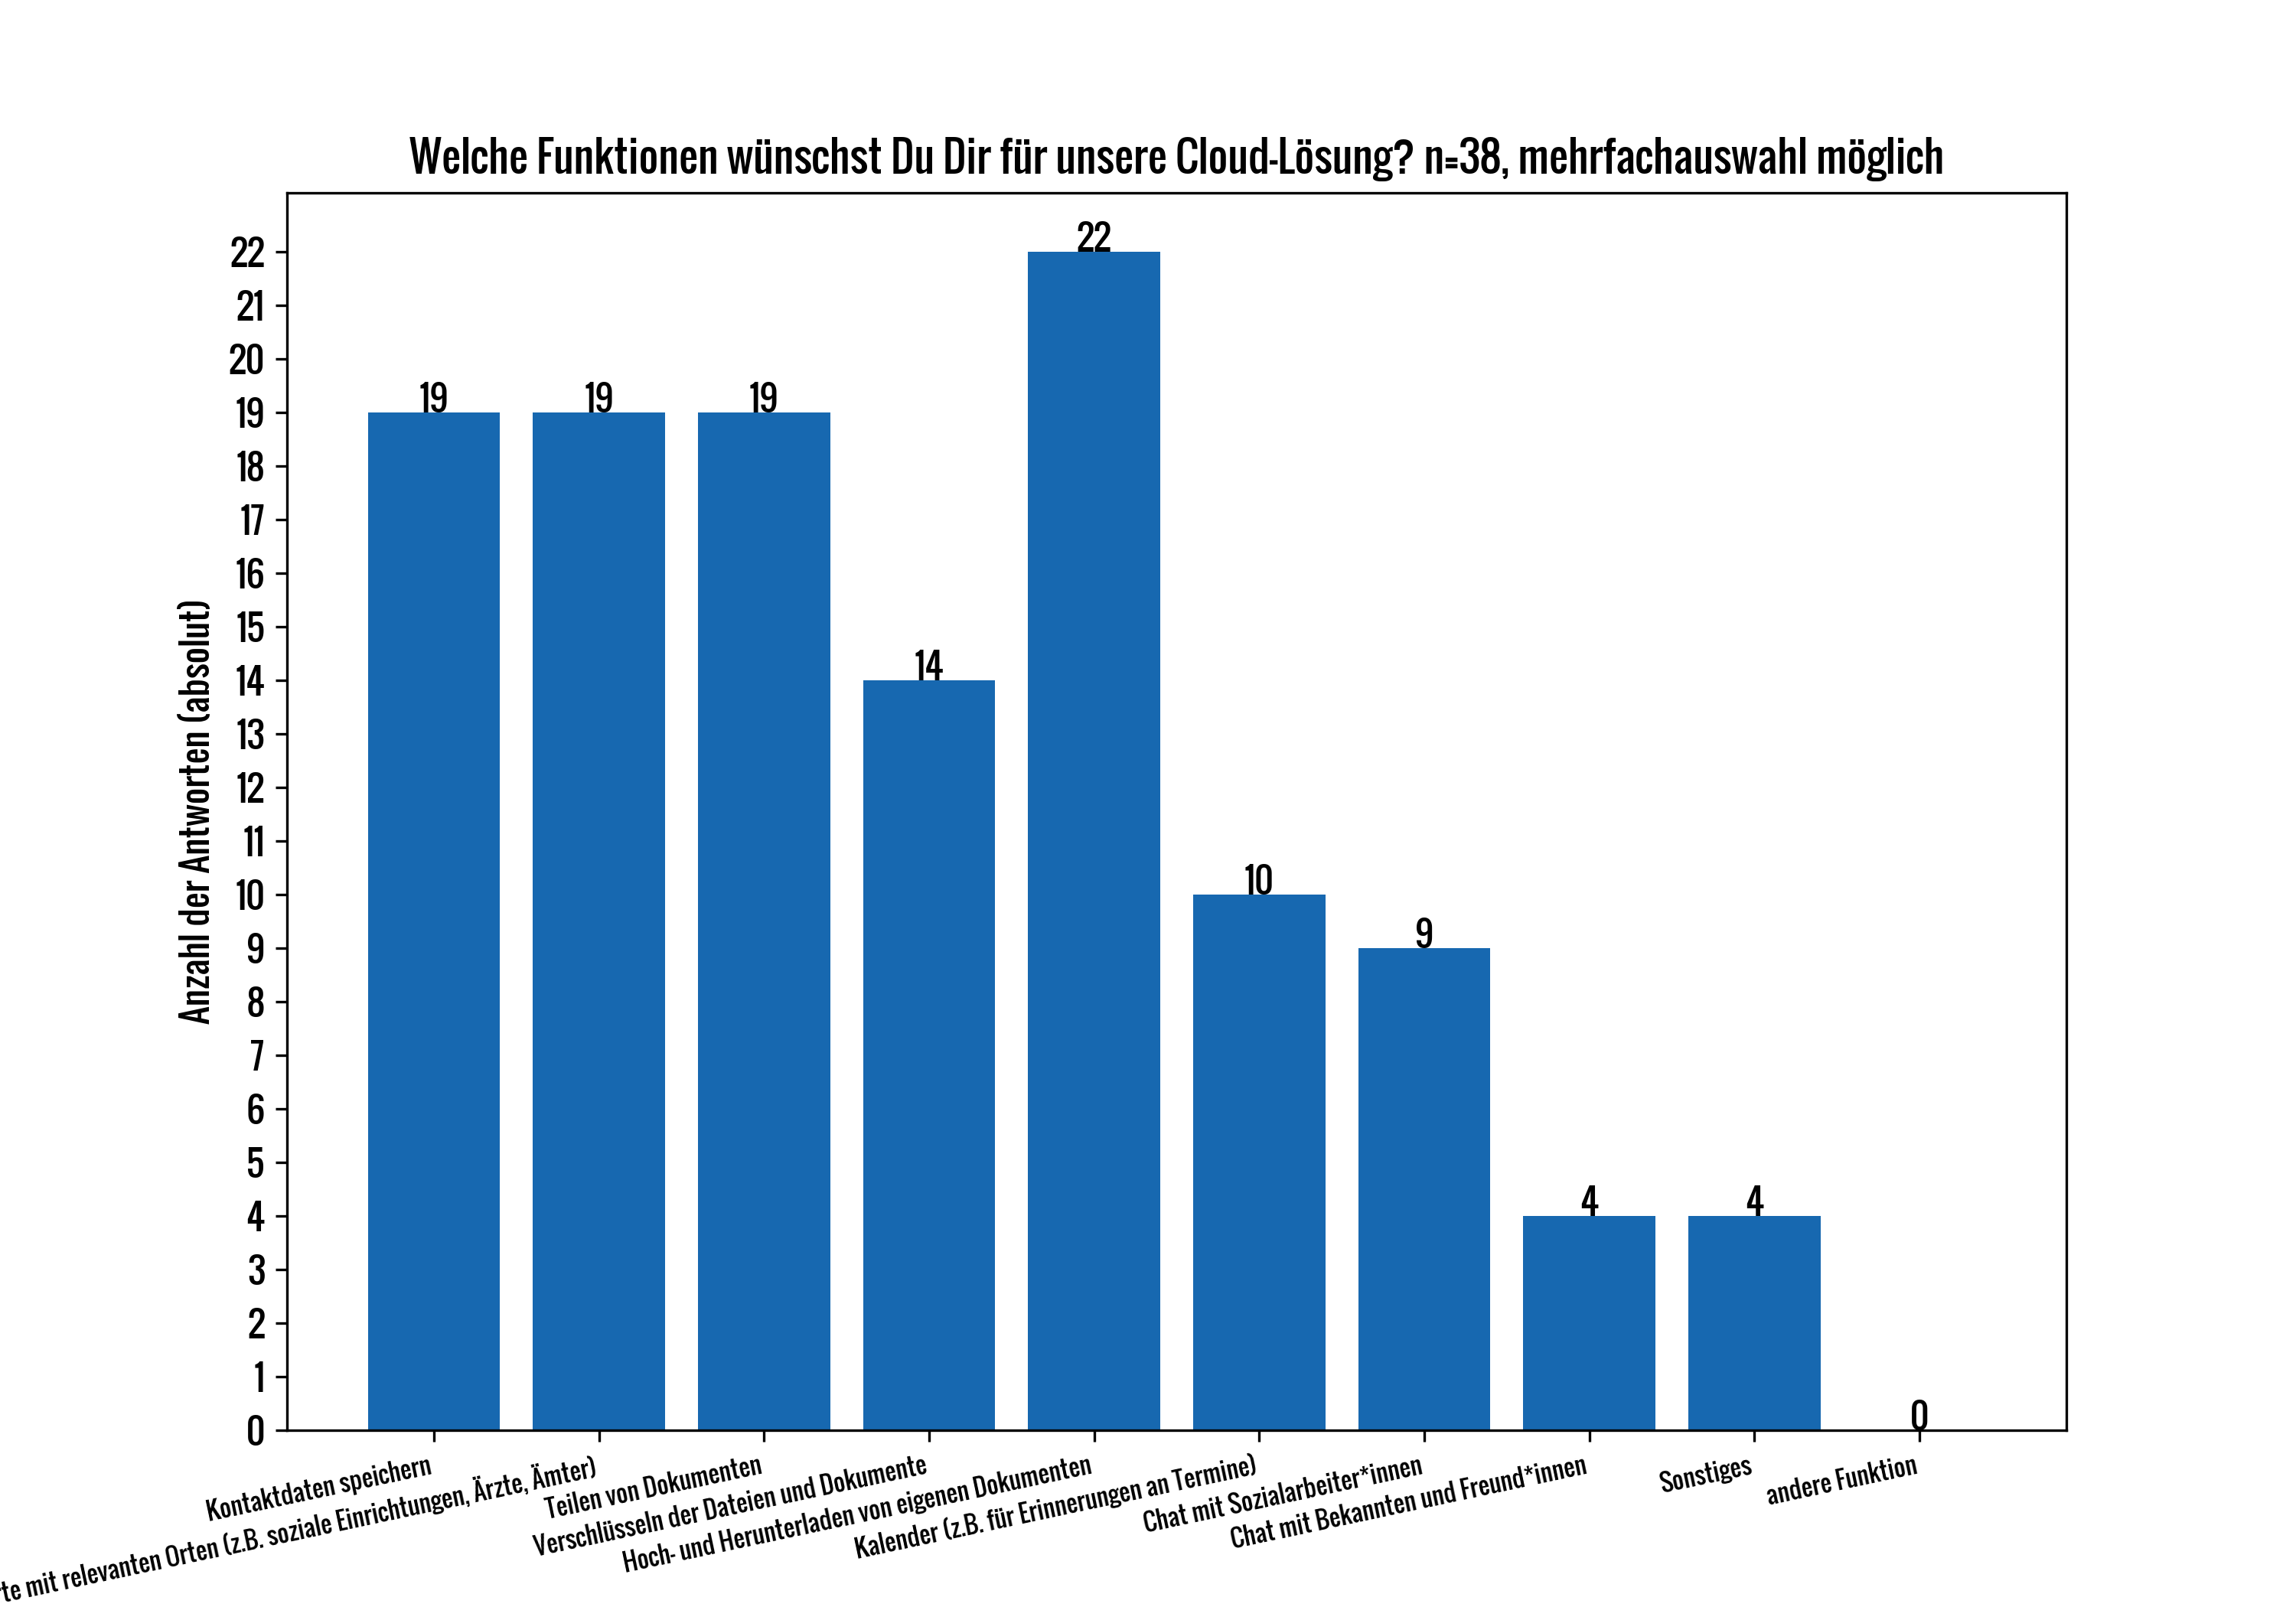 Welche Funktionen wünschst Du Dir für unsere Cloud-Lösung? n=38, mehrfachauswahl möglich
Anzahl der Antworten (absolut)
22
21
20
19
18
17
16
15
14
13
12
11
10
9
8
7
6
5
4
3
2
1
0
19
19
19
14
22
10
9
4
4
0
Kontaktdaten speichern
mit relevanten Orten (z.B. soziale Einrichtungen, Ärzte, Ämter)
Teilen von Dokumenten
Verschlüsseln der Dateien und Dokumente
Hoch- und Herunterladen von eigenen Dokumenten
Kalender (z.B. für Erinnerungen an Termine)
Chat mit Sozialarbeiter*innen
Chat mit Bekannten und Freund*innen
Sonstiges
andere Funktion